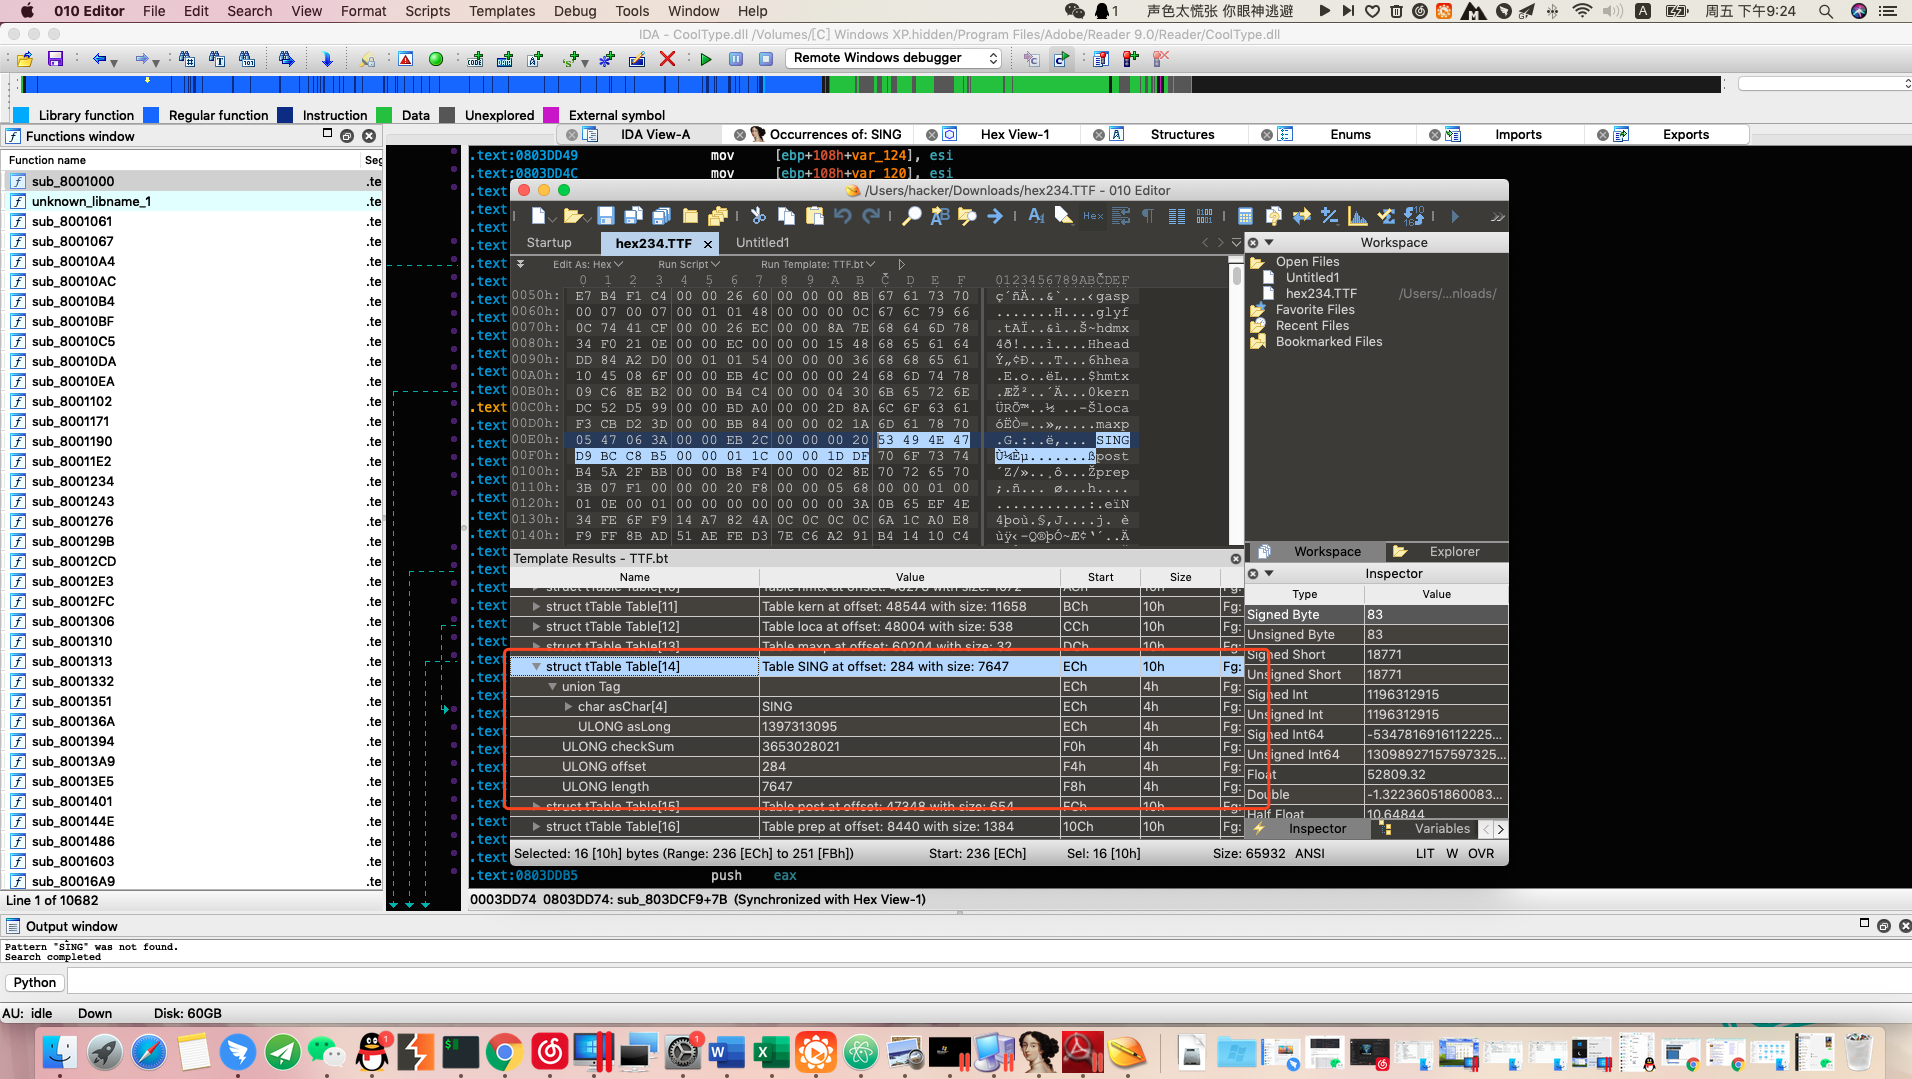 010 Editor File Edit Search View Format Scripts Templates Debug Tools Window Help 1 声色太慌张 你眼神逃避 A 周五 下午9:24
IDA - CoolType.dll /Volumes/[C] Windows XP.hidden/Program Files/Adobe/Reader 9.0/Reader/CoolType.dll
Remote Windows debugger
Library function Regular function Instruction Data Unexplored External symbol
Functions window
IDA View-A Occurrences of: SING Hex View-1 Structures Enums Imports Exports
Function name
sub_8001000 .te
unknown_libname_1 .te
sub_8001061 .te
sub_8001067 .te
sub_80010A4 .te
sub_80010AC .te
sub_80010B4 .te
sub_80010BF .te
sub_80010C5 .te
sub_80010DA .te
sub_80010EA .te
sub_8001102 .te
sub_8001171 .te
sub_8001190 .te
sub_80011E2 .te
sub_8001234 .te
sub_8001243 .te
sub_8001276 .te
sub_800129B .te
sub_80012CD .te
sub_80012E3 .te
sub_80012FC .te
sub_8001306 .te
sub_8001310 .te
sub_8001313 .te
sub_8001332 .te
sub_8001351 .te
sub_800136A .te
sub_8001394 .te
sub_80013A9 .te
sub_80013E5 .te
sub_8001401 .te
sub_800144E .te
sub_8001486 .te
sub_8001603 .te
sub_80016A9 .te
Line 1 of 10682
.text:0803DD49 mov [ebp+108h+var_124], esi
.text:0803DD4C mov [ebp+108h+var_120], esi
/Users/hacker/Downloads/hex234.TTF - 010 Editor
Startup hex234.TTF Untitled1
Edit As: Hex Run Script Run Template: TTF.bt
0 1 2 3 4 5 6 7 8 9 A B C D E F 0123456789ABCDEF
0050h: E7 B4 F1 C4 00 00 26 60 00 00 00 8B 67 61 73 70 ç´ñÄ..&`...‹gasp
0060h: 00 07 00 07 00 01 01 48 00 00 00 0C 67 6C 79 66 .......H....glyf
0070h: 0C 74 41 CF 00 00 26 EC 00 00 8A 7E 68 64 6D 78 .tAÏ..&ì..Š~hdmx
0080h: 34 F0 21 0E 00 00 EC 00 00 00 15 48 68 65 61 64 4ð!...ì....Hhead
0090h: DD 84 A2 D0 00 01 01 54 00 00 00 36 68 68 65 61 Ý„¢Ð...T...6hhea
00A0h: 10 45 08 6F 00 00 EB 4C 00 00 00 24 68 6D 74 78 .E.o..ëL...$hmtx
00B0h: 09 C6 8E B2 00 00 B4 C4 00 00 04 30 6B 65 72 6E .ÆŽ²..´Ä...0kern
00C0h: DC 52 D5 99 00 00 BD A0 00 00 2D 8A 6C 6F 63 61 ÜRÕ™..½ ..-Šloca
00D0h: F3 CB D2 3D 00 00 BB 84 00 00 02 1A 6D 61 78 70 óËÒ=..»„....maxp
00E0h: 05 47 06 3A 00 00 EB 2C 00 00 00 20 53 49 4E 47 .G.:..ë,... SING
00F0h: D9 BC C8 B5 00 00 01 1C 00 00 1D DF 70 6F 73 74 Ù¼Èµ.......ßpost
0100h: B4 5A 2F BB 00 00 B8 F4 00 00 02 8E 70 72 65 70 ´Z/»..¸ô...Žprep
0110h: 3B 07 F1 00 00 00 20 F8 00 00 05 68 00 00 01 00 ;.ñ... ø...h....
0120h: 01 0E 00 01 00 00 00 00 00 00 3A 0B 65 EF 4E ...........:.eïN
0130h: 34 FE 6F F9 14 A7 82 4A 0C 0C 0C 0C 6A 1C A0 E8 4þoù.§‚J....j. è
0140h: F9 FF 8B AD 51 AE FE D3 7E C6 A2 91 B4 14 10 C4
Template Results - TTF.bt
Name Value Start Size
struct tTable Table[11] Table kern at offset: 48544 with size: 11658 BCh 10h Fg:
struct tTable Table[12] Table loca at offset: 48004 with size: 538 CCh 10h Fg:
struct tTable Table[13] Table maxp at offset: 60204 with size: 32 DCh 10h Fg:
struct tTable Table[14] Table SING at offset: 284 with size: 7647 ECh 10h Fg:
union Tag ECh 4h Fg:
char asChar[4] SING ECh 4h Fg:
ULONG asLong 1397313095 ECh 4h Fg:
ULONG checkSum 3653028021 F0h 4h Fg:
ULONG offset 284 F4h 4h Fg:
ULONG length 7647 F8h 4h Fg:
struct tTable Table[15] Table post at offset: 47348 with size: 654 FCh 10h Fg:
struct tTable Table[16] Table prep at offset: 8440 with size: 1384 10Ch 10h Fg:
Selected: 16 [10h] bytes (Range: 236 [ECh] to 251 [FBh]) Start: 236 [ECh] Sel: 16 [10h] Size: 65932 ANSI LIT W OVR
Workspace
Open Files
Untitled1
hex234.TTF /Users/...nloads/
Favorite Files
Recent Files
Bookmarked Files
Workspace Explorer
Inspector
Type Value
Signed Byte 83
Unsigned Byte 83
Signed Short 18771
Unsigned Short 18771
Signed Int 1196312915
Unsigned Int 1196312915
Signed Int64 -5347816916112225...
Unsigned Int64 13098927157597325...
Float 52809.32
Double -1.32236051860083...
Half Float 10.64844
Inspector Variables
.text:0803DDB5 push eax
0003DD74 0803DD74: sub_803DCF9+7B (Synchronized with Hex View-1)
Output window
Pattern "SING" was not found.
Search completed
Python
AU: idle Down Disk: 60GB